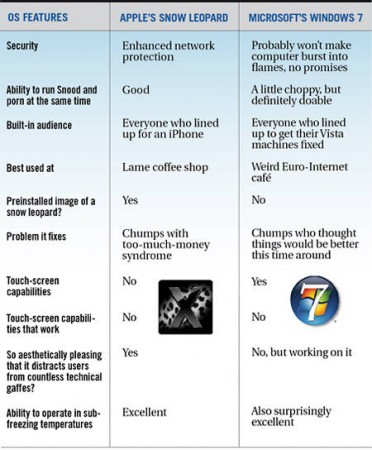 OS FEATURES APPLE'S SNOW LEOPARD MICROSOFT'S WINDOWS 7
Security Enhanced network Probably won't make
protection computer burst into
flames, no promises
Ability to run Snood and Good A little choppy, but
porn at the same time definitely doable
Built-in audience Everyone who lined Everyone who lined
up for an iPhone up to get their Vista
machines fixed
Best used at Lame coffee shop Weird Euro-Internet
café
Preinstalled image of a Yes No
snow leopard?
Problem it fixes Chumps with Chumps who thought
too-much-money things would be better
syndrome this time around
Touch-screen No Yes
capabilities
Touch-screen capabili- No No
ties that work
So aesthetically pleasing Yes No, but working on it
that it distracts users
from countless technical
gaffes?
Ability to operate in sub- Excellent Also surprisingly
freezing temperatures excellent
X
7